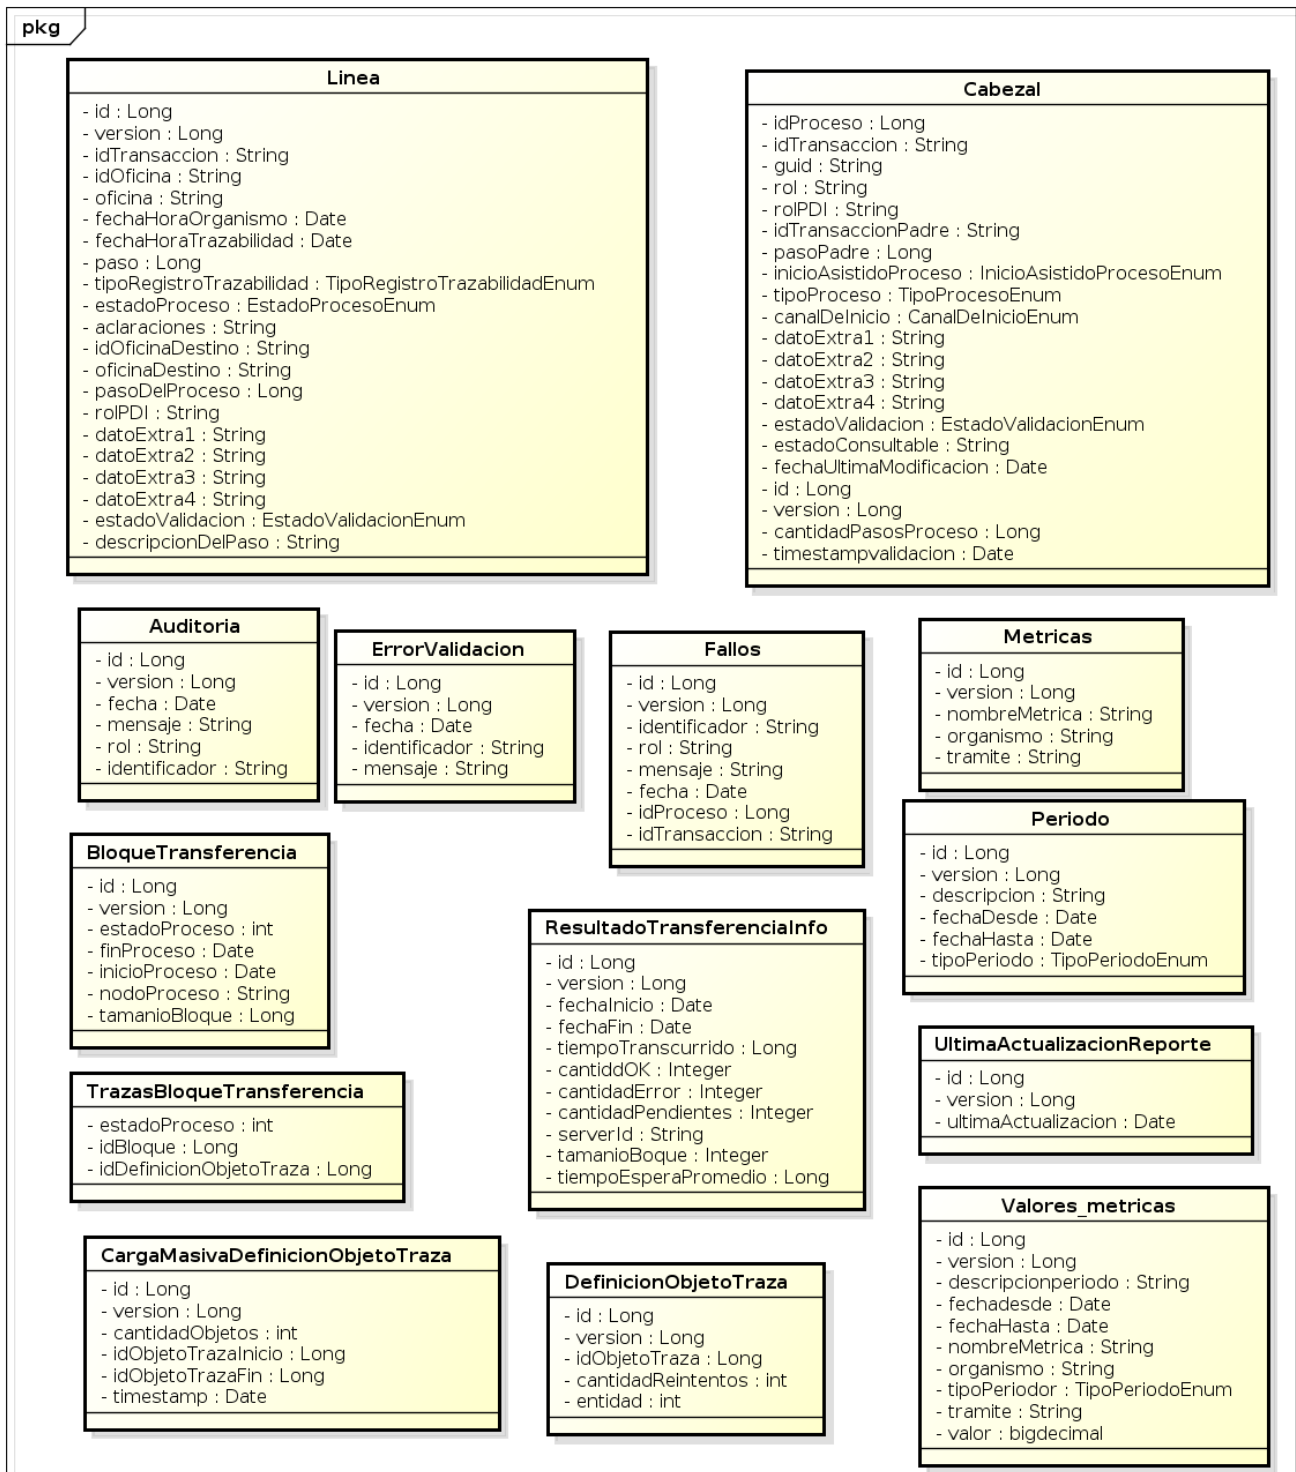 pkg
Linea
- id : Long
- version : Long
- idTransaccion : String
- idOficina : String
- oficina : String
- fechaHoraOrganismo : Date
- fechaHoraTrazabilidad : Date
- paso : Long
- tipoRegistroTrazabilidad : TipoRegistroTrazabilidadEnum
- estadoProceso : EstadoProcesoEnum
- aclaraciones : String
- idOficinaDestino : String
- oficinaDestino : String
- pasoDelProceso : Long
- rolPDI : String
- datoExtra1 : String
- datoExtra2 : String
- datoExtra3 : String
- datoExtra4 : String
- estadoValidacion : EstadoValidacionEnum
- descripcionDelPaso : String
Cabezal
- idProceso : Long
- idTransaccion : String
- guid : String
- rol : String
- rolPDI : String
- idTransaccionPadre : String
- pasoPadre : Long
- inicioAsistidoProceso : InicioAsistidoProcesoEnum
- tipoProceso : TipoProcesoEnum
- canalDeInicio : CanalDeInicioEnum
- datoExtra1 : String
- datoExtra2 : String
- datoExtra3 : String
- datoExtra4 : String
- estadoValidacion : EstadoValidacionEnum
- estadoConsultable : String
- fechaUltimaModificacion : Date
- id : Long
- version : Long
- cantidadPasosProceso : Long
- timestampvalidacion : Date
Auditoria
- id : Long
- version : Long
- fecha : Date
- mensaje : String
- rol : String
- identificador : String
ErrorValidacion
- id : Long
- version : Long
- fecha : Date
- identificador : String
- mensaje : String
Fallos
- id : Long
- version : Long
- identificador : String
- rol : String
- mensaje : String
- fecha : Date
- idProceso : Long
- idTransaccion : String
Metricas
- id : Long
- version : Long
- nombreMetrica : String
- organismo : String
- tramite : String
Periodo
- id : Long
- version : Long
- descripcion : String
- fechaDesde : Date
- fechaHasta : Date
- tipoPeriodo : TipoPeriodoEnum
BloqueTransferencia
- id : Long
- version : Long
- estadoProceso : int
- finProceso : Date
- inicioProceso : Date
- nodoProceso : String
- tamanioBloque : Long
ResultadoTransferenciaInfo
- id : Long
- version : Long
- fechaInicio : Date
- fechaFin : Date
- tiempoTranscurrido : Long
- cantiddOK : Integer
- cantidadError : Integer
- cantidadPendientes : Integer
- serverId : String
- tamanioBoque : Integer
- tiempoEsperaPromedio : Long
UltimaActualizacionReporte
- id : Long
- version : Long
- ultimaActualizacion : Date
TrazasBloqueTransferencia
- estadoProceso : int
- idBloque : Long
- idDefinicionObjetoTraza : Long
Valores_metricas
- id : Long
- version : Long
- descripcionperiodo : String
- fechadesde : Date
- fechaHasta : Date
- nombreMetrica : String
- organismo : String
- tipoPeriodor : TipoPeriodoEnum
- tramite : String
- valor : bigdecimal
CargaMasivaDefinicionObjetoTraza
- id : Long
- version : Long
- cantidadObjetos : int
- idObjetoTrazaInicio : Long
- idObjetoTrazaFin : Long
- timestamp : Date
DefinicionObjetoTraza
- id : Long
- version : Long
- idObjetoTraza : Long
- cantidadReintentos : int
- entidad : int